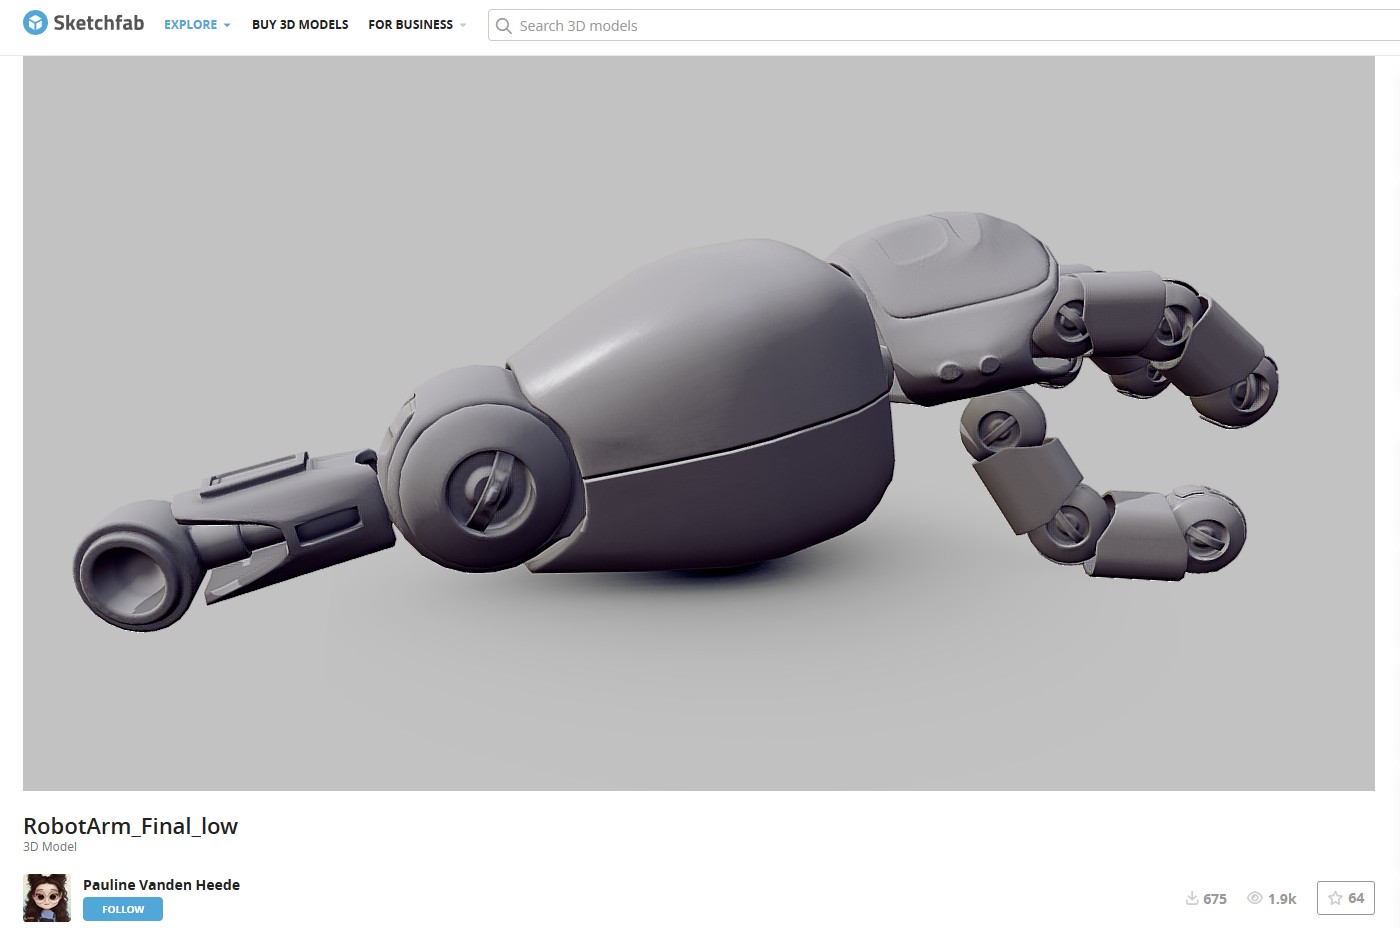 Sketchfab EXPLORE BUY 3D MODELS FOR BUSINESS Search 3D models
RobotArm_Final_low
3D Model
Pauline Vanden Heede
FOLLOW
675 1.9k 64